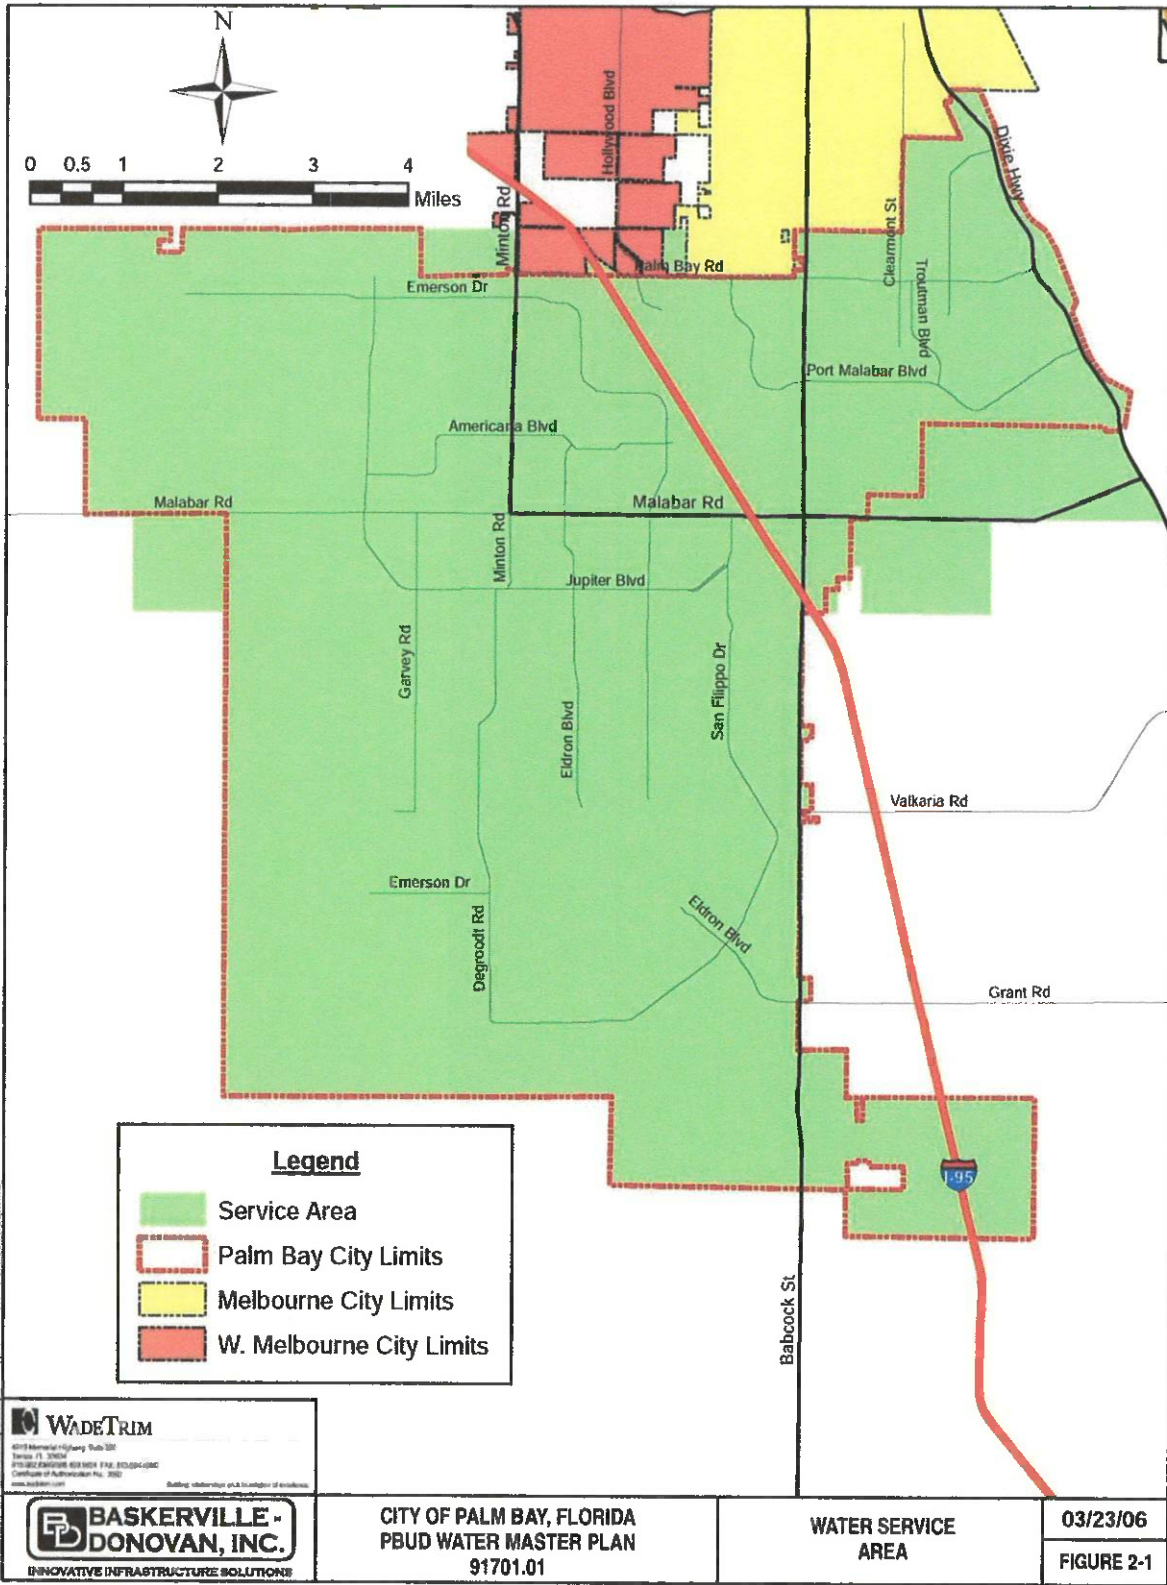 N
0 0.5 1 2 3 4
Miles
Hollywood Blvd
Minton Rd
Dixie Hwy
Clearmont St
Troutman Blvd
Palm Bay Rd
Emerson Dr
Port Malabar Blvd
Americana Blvd
Malabar Rd
Malabar Rd
Minton Rd
Jupiter Blvd
Garvey Rd
San Filippo Dr
Eldron Blvd
Valkaria Rd
Emerson Dr
Degroodt Rd
Eldron Blvd
Grant Rd
I-95
Babcock St
Legend
Service Area
Palm Bay City Limits
Melbourne City Limits
W. Melbourne City Limits
WADETRIM
BASKERVILLE-
DONOVAN, INC.
INNOVATIVE INFRASTRUCTURE SOLUTIONS
CITY OF PALM BAY, FLORIDA
PBUD WATER MASTER PLAN
91701.01
WATER SERVICE
AREA
03/23/06
FIGURE 2-1